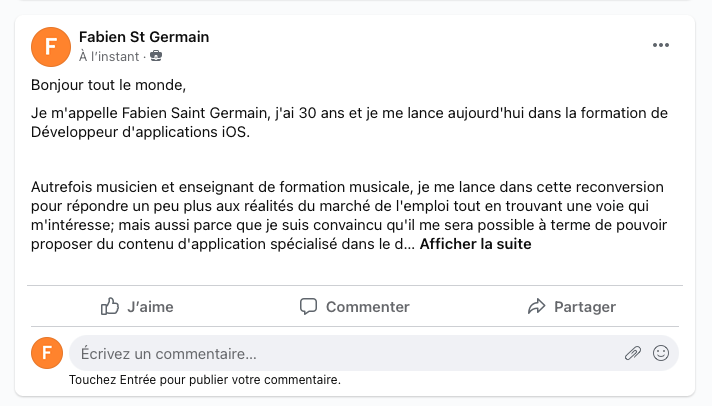 F
Fabien St Germain
À l'instant ·
Bonjour tout le monde,
Je m'appelle Fabien Saint Germain, j'ai 30 ans et je me lance aujourd'hui dans la formation de
Développeur d'applications iOS.
Autrefois musicien et enseignant de formation musicale, je me lance dans cette reconversion
pour répondre un peu plus aux réalités du marché de l'emploi tout en trouvant une voie qui
m'intéresse; mais aussi parce que je suis convaincu qu'il me sera possible à terme de pouvoir
proposer du contenu d'application spécialisé dans le d... Afficher la suite
J'aime Commenter Partager
F Écrivez un commentaire...
Touchez Entrée pour publier votre commentaire.